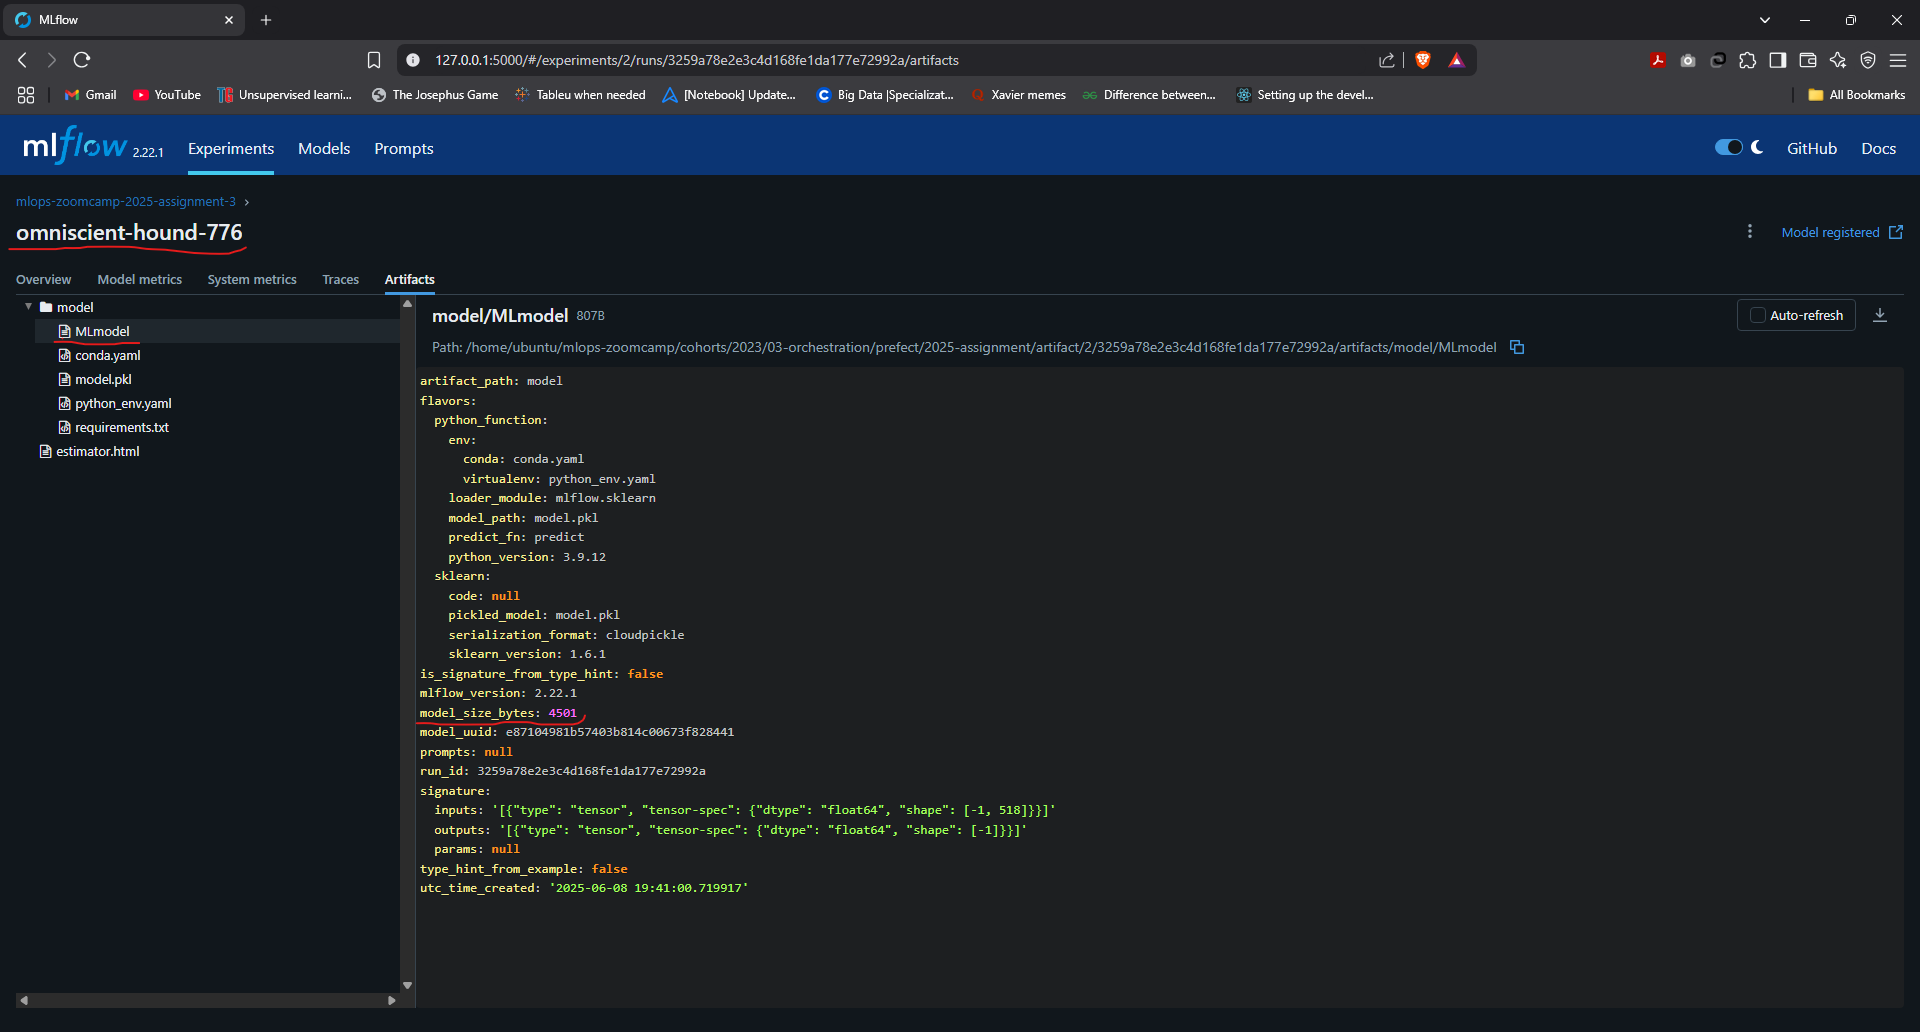 MLflow
127.0.0.1:5000/#/experiments/2/runs/3259a78e2e3c4d168fe1da177e72992a/artifacts
Gmail YouTube Unsupervised learni... The Josephus Game Tableu when needed [Notebook] Update... Big Data |Specializat... Xavier memes Difference between... Setting up the devel... All Bookmarks
mlflow 2.22.1 Experiments Models Prompts GitHub Docs
mlops-zoomcamp-2025-assignment-3
omniscient-hound-776 Model registered
Overview Model metrics System metrics Traces Artifacts
model
MLmodel
conda.yaml
model.pkl
python_env.yaml
requirements.txt
estimator.html
model/MLmodel 807B Auto-refresh
Path: /home/ubuntu/mlops-zoomcamp/cohorts/2023/03-orchestration/prefect/2025-assignment/artifact/2/3259a78e2e3c4d168fe1da177e72992a/artifacts/model/MLmodel
artifact_path: model
flavors:
python_function:
env:
conda: conda.yaml
virtualenv: python_env.yaml
loader_module: mlflow.sklearn
model_path: model.pkl
predict_fn: predict
python_version: 3.9.12
sklearn:
code: null
pickled_model: model.pkl
serialization_format: cloudpickle
sklearn_version: 1.6.1
is_signature_from_type_hint: false
mlflow_version: 2.22.1
model_size_bytes: 4501
model_uuid: e87104981b57403b814c00673f828441
prompts: null
run_id: 3259a78e2e3c4d168fe1da177e72992a
signature:
inputs: '[{"type": "tensor", "tensor-spec": {"dtype": "float64", "shape": [-1, 518]}}]'
outputs: '[{"type": "tensor", "tensor-spec": {"dtype": "float64", "shape": [-1]}}]'
params: null
type_hint_from_example: false
utc_time_created: '2025-06-08 19:41:00.719917'